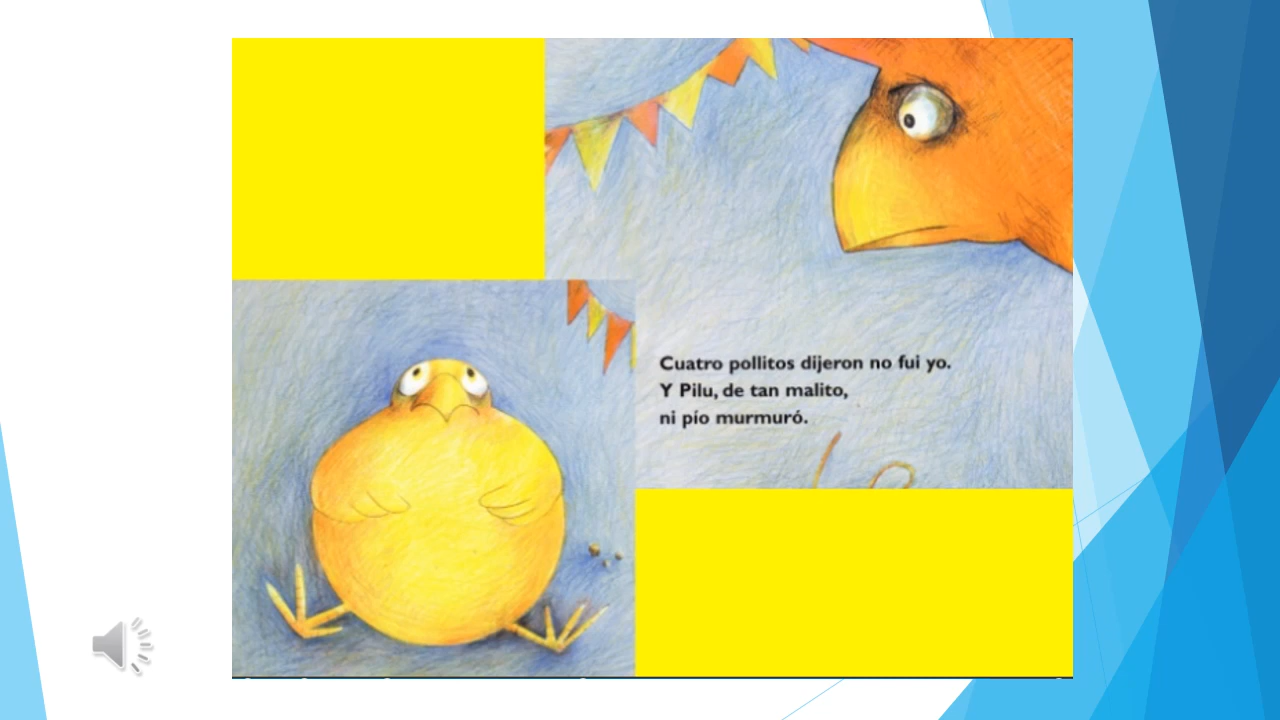 Cuatro pollitos dijeron no fui yo.
Y Pilu, de tan malito,
ni pío murmuró.